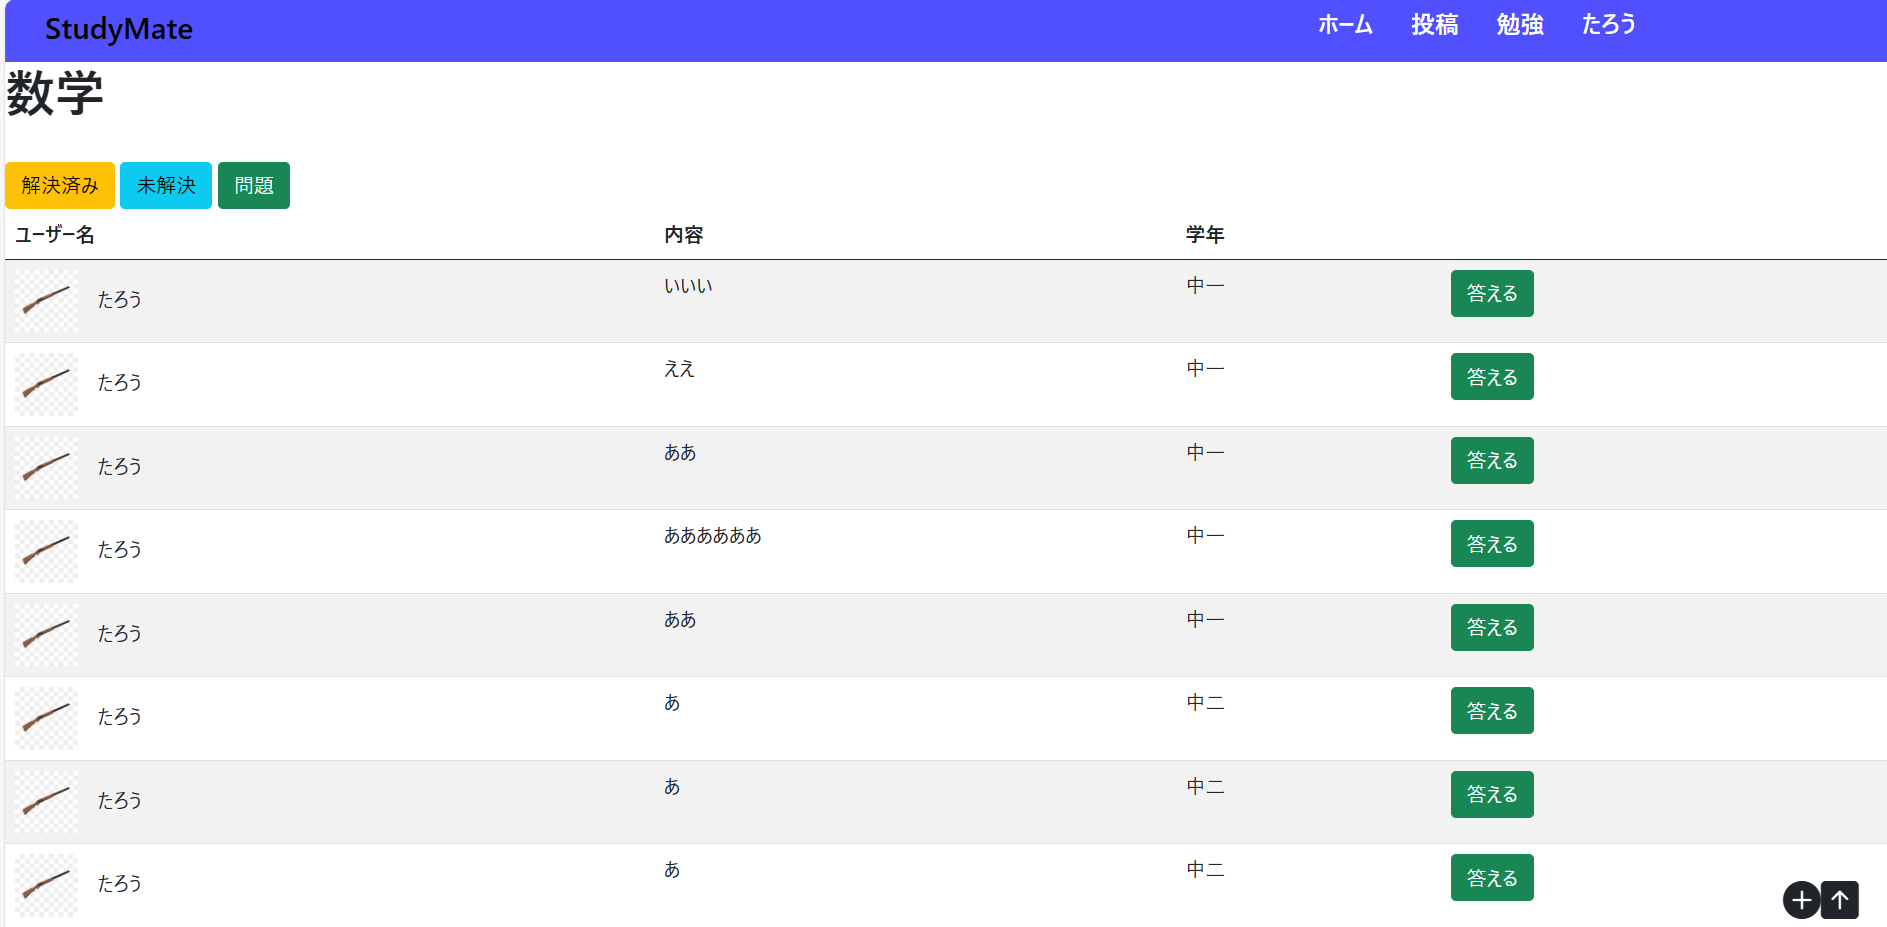 StudyMate ホーム 投稿 勉強 たろう
数学
解決済み 未解決 問題
ユーザー名 内容 学年
たろう いいい 中一 答える
たろう ええ 中一 答える
たろう ああ 中一 答える
たろう ああああああ 中一 答える
たろう ああ 中一 答える
たろう あ 中二 答える
たろう あ 中二 答える
たろう あ 中二 答える